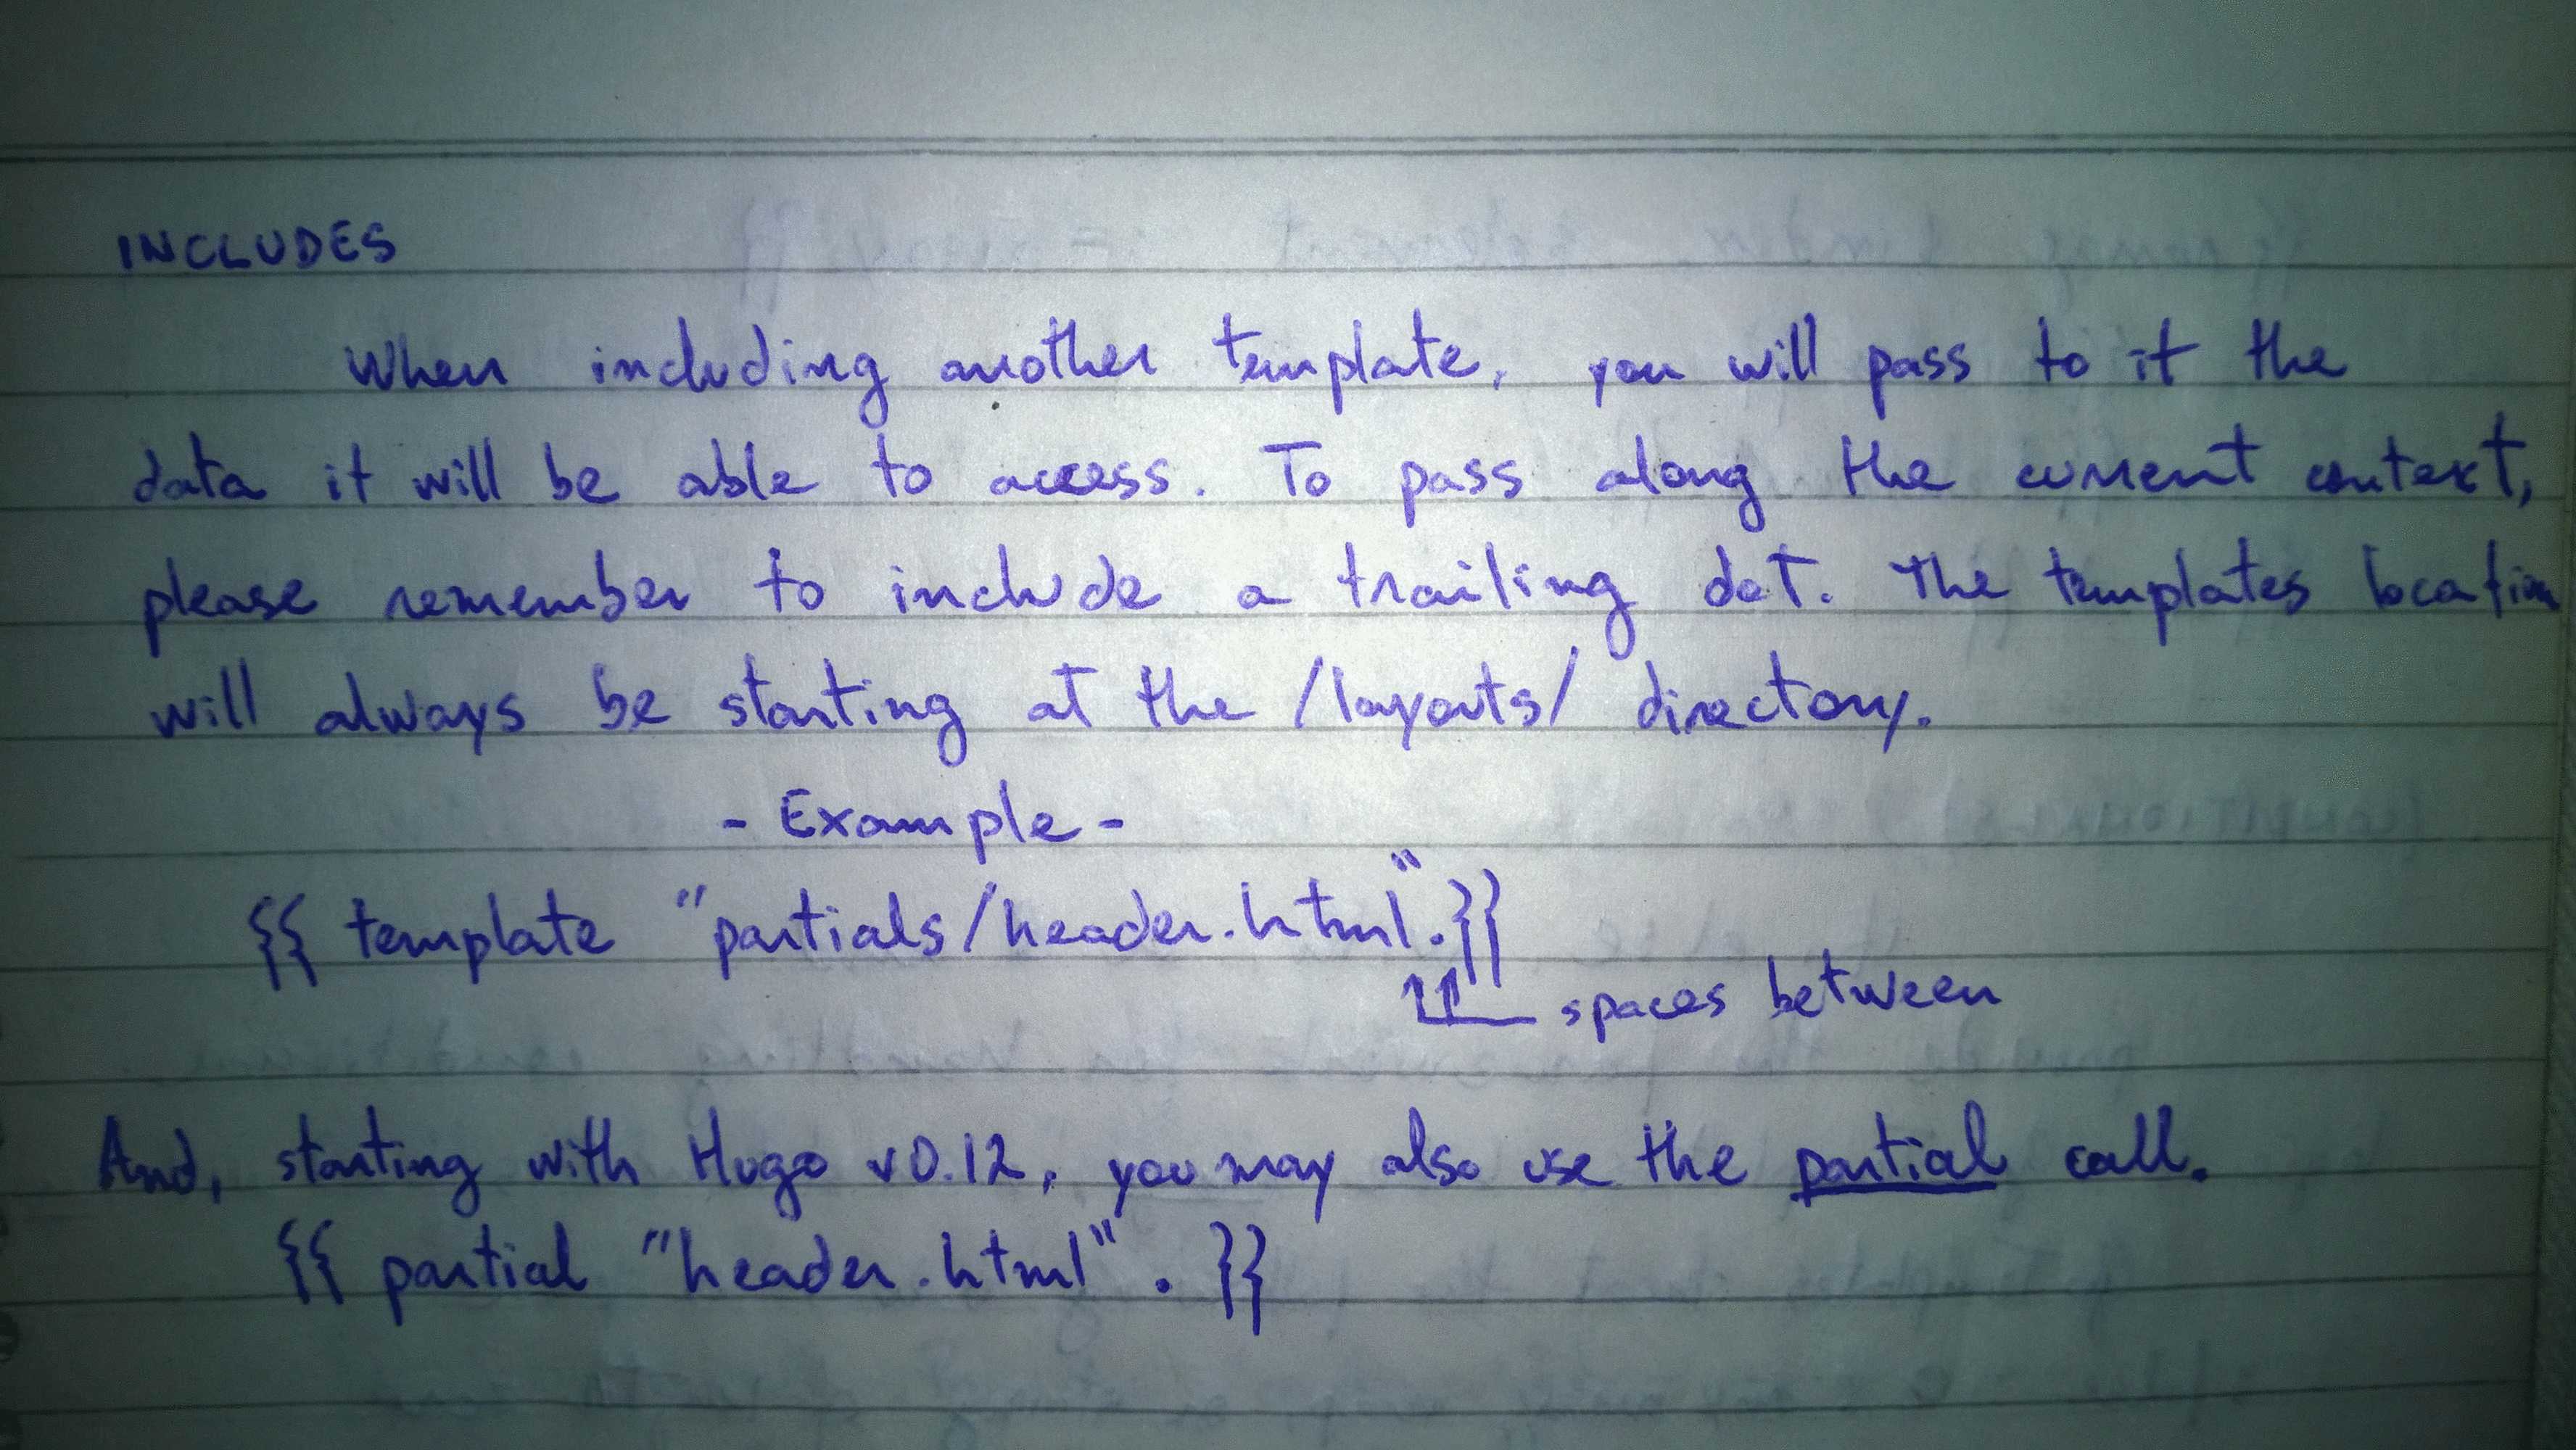 INCLUDES
When including another template, you will pass to it the
data it will be able to access. To pass along the current context,
please remember to include a trailing dot. The templates location
will always be starting at the /layouts/ directory.
- Example -
{{ template "partials/header.html".}}
spaces between
And, starting with Hugo v0.12, you may also use the partial call.
{{ partial "header.html" . }}